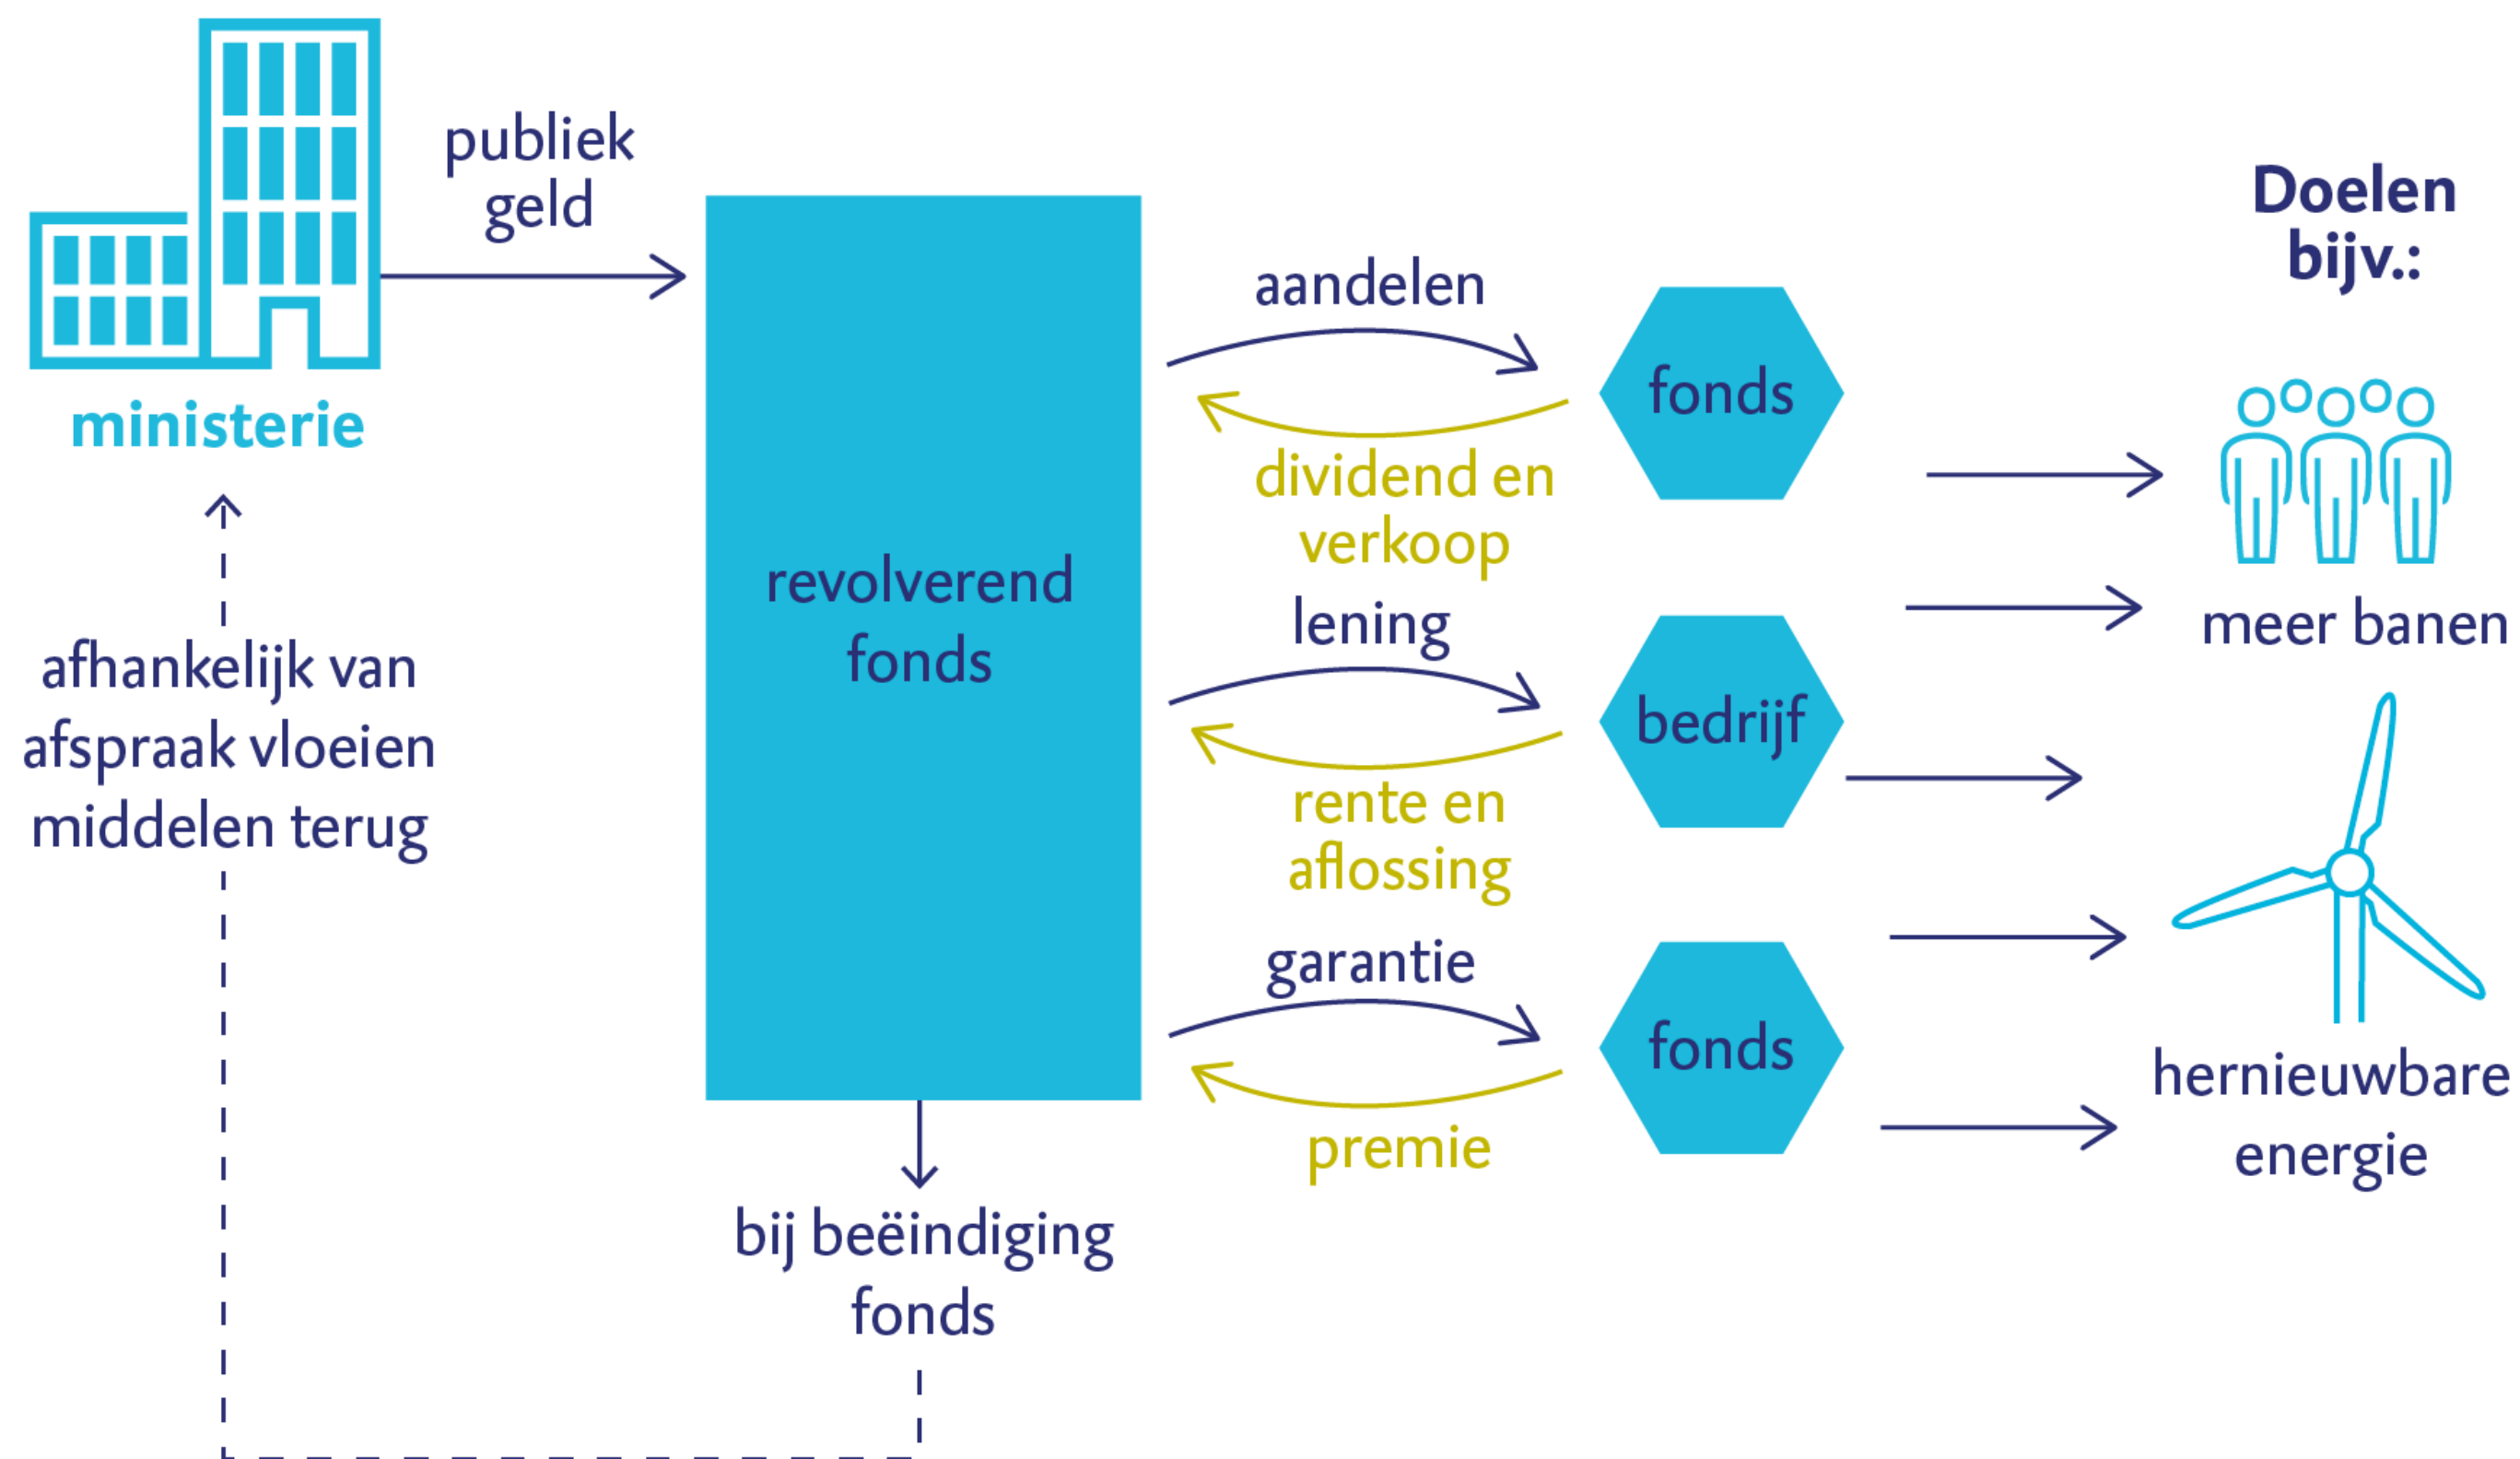 publiek
geld
ministerie
afhankelijk van
afspraak vloeien
middelen terug
revolverend
fonds
bij beëindiging
fonds
aandelen
dividend en
verkoop
lening
rente en
aflossing
garantie
premie
fonds
bedrijf
fonds
Doelen
bijv.:
meer banen
hernieuwbare
energie